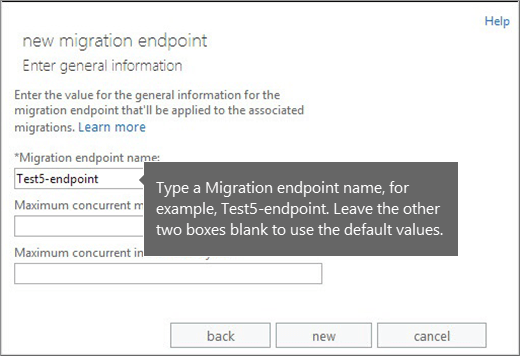 Help
new migration endpoint
Enter general information
Enter the value for the general information for the
migration endpoint that'll be applied to the associated
migrations. Learn more
*Migration endpoint name:
Test5-endpoint
Type a Migration endpoint name, for
example, Test5-endpoint. Leave the other
two boxes blank to use the default values.
Maximum concurrent
Maximum concurrent
back
new
cancel